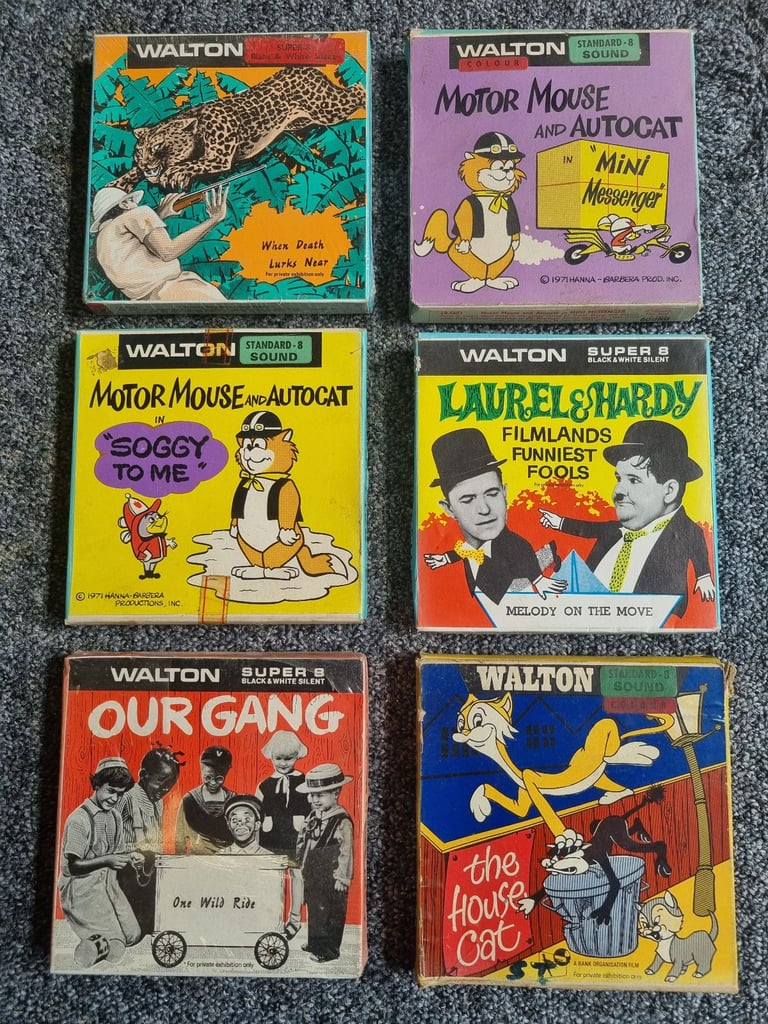 WALTON
SUPER 8
Black & White Silent
When Death
Lurks Near
For private exhibition only
WALTON
STANDARD-8
SOUND
COLOUR
MOTOR MOUSE
AND AUTOCAT
IN "MINI
Messenger"
© 1971 HANNA-BARBERA PROD. INC.
WALTON
STANDARD-8
SOUND
MOTOR MOUSE AND AUTOCAT
IN
"SOGGY
TO ME"
© 1971 HANNA-BARBERA
PRODUCTIONS, INC.
WALTON
SUPER 8
BLACK & WHITE SILENT
LAUREL & HARDY
FILMLANDS
FUNNIEST
FOOLS
MELODY ON THE MOVE
WALTON
SUPER 8
BLACK & WHITE SILENT
OUR GANG
One Wild Ride
* For private exhibition only
WALTON
STANDARD-8
SOUND
COLOUR
the
House
Cat
A RANK ORGANISATION FILM
For private exhibition only